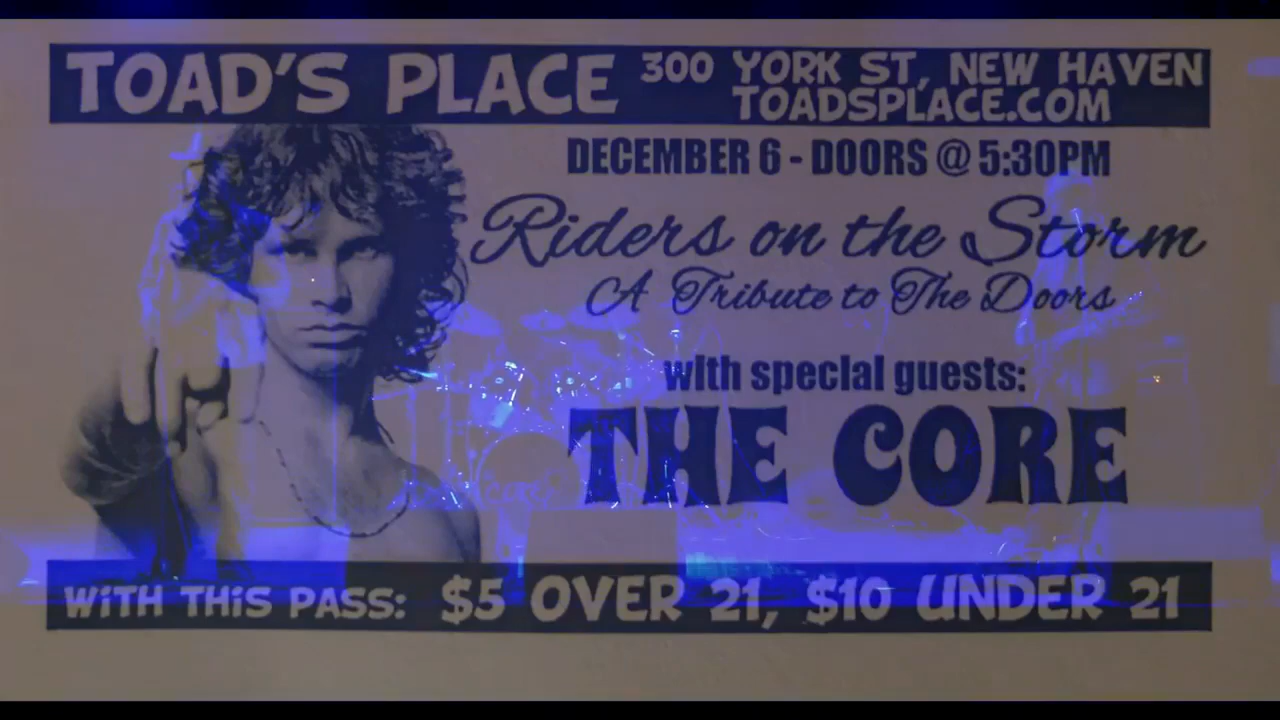 TOAD'S PLACE
300 YORK ST, NEW HAVEN
TOADSPLACE.COM
DECEMBER 6 - DOORS @ 5:30PM
Riders on the Storm
A Tribute to The Doors
with special guests:
THE CORE
WITH THIS PASS: $5 OVER 21, $10 UNDER 21